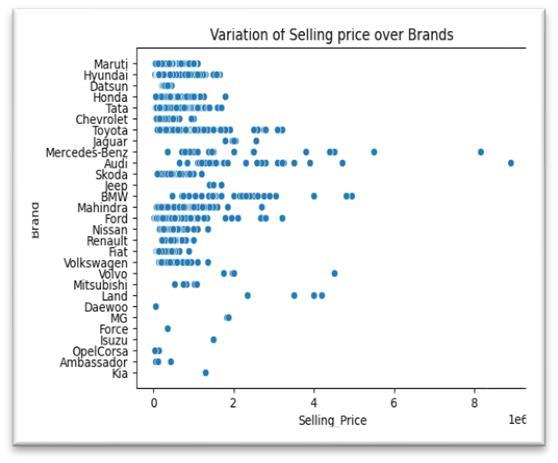 Variation of Selling price over Brands
Maruti
Hyundai
Datsun
Honda
Tata
Chevrolet
Toyota
Jaguar
Mercedes-Benz
Audi
Skoda
Jeep
BMW
Mahindra
Ford
Nissan
Renault
Fiat
Volkswagen
Volvo
Mitsubishi
Land
Daewoo
MG
Force
Isuzu
OpelCorsa
Ambassador
Kia
Brand
0 2 4 6 8
1e6
Selling_Price